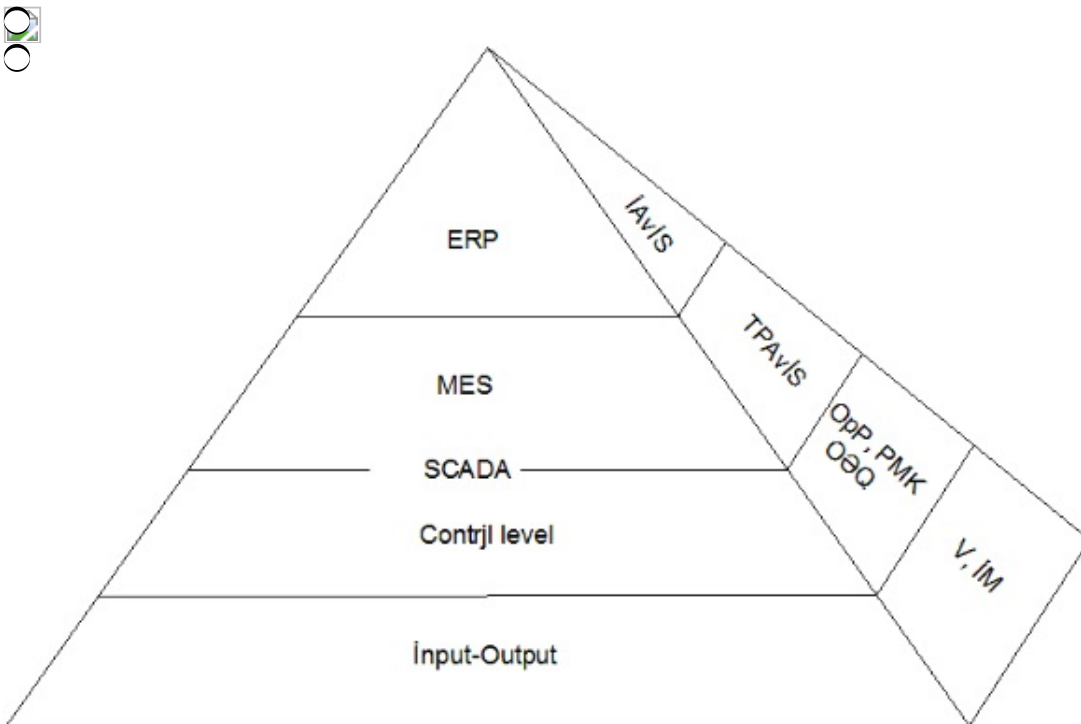 ERP
İAvİS
MES
TPAvİS
SCADA
OpP, PMK
OƏQ
Contrjl level
V, İM
İnput-Output